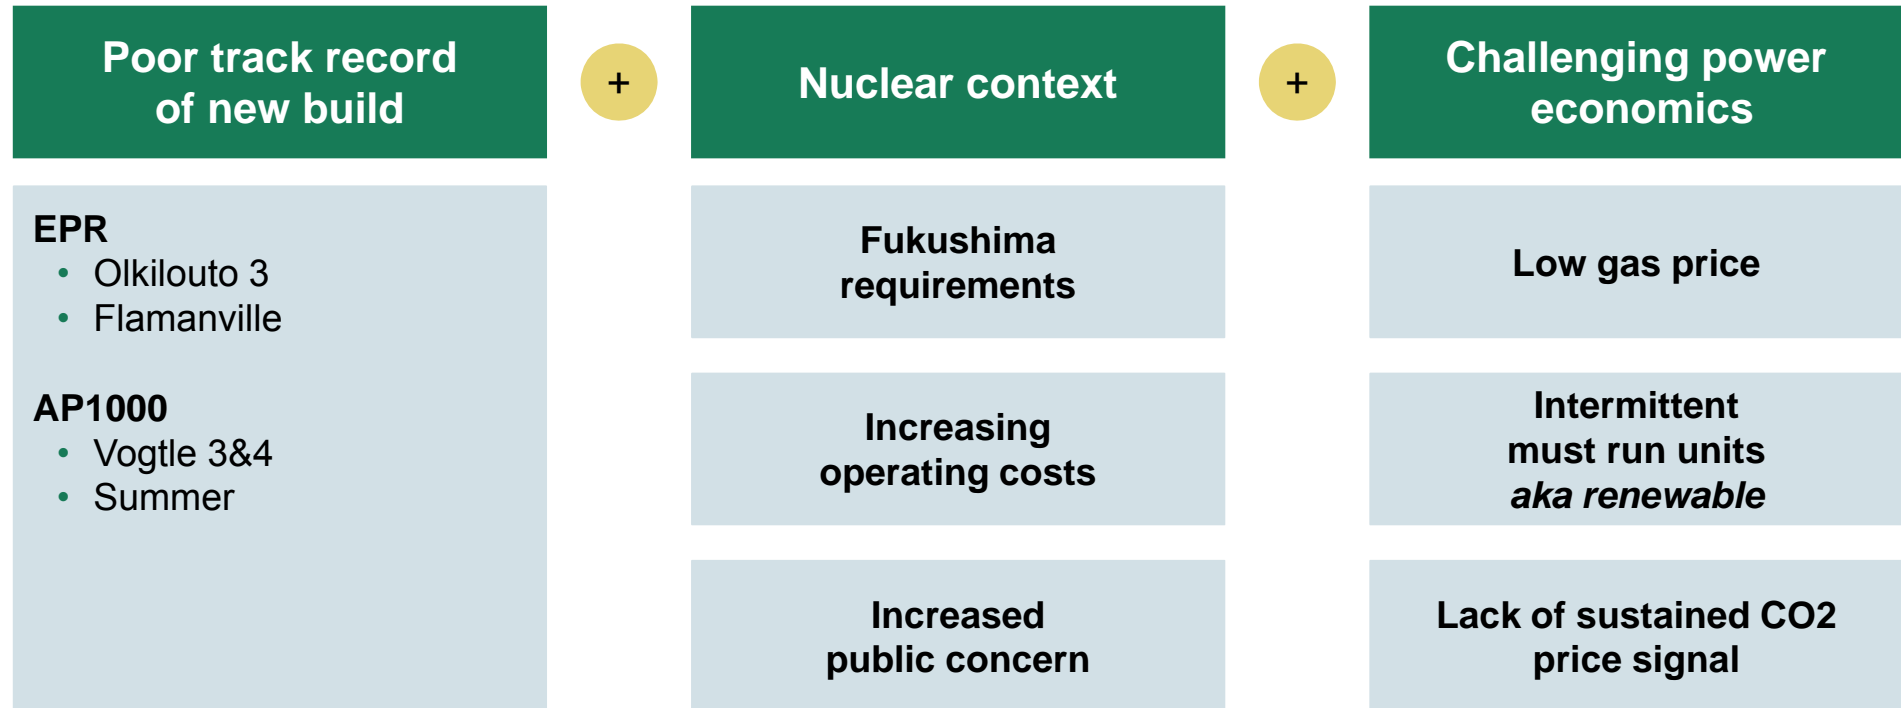 Poor track record
of new build
+
Nuclear context
+
Challenging power
economics
EPR
• Olkilouto 3
• Flamanville
AP1000
• Vogtle 3&4
• Summer
Fukushima
requirements
Increasing
operating costs
Increased
public concern
Low gas price
Intermittent
must run units
aka renewable
Lack of sustained CO2
price signal